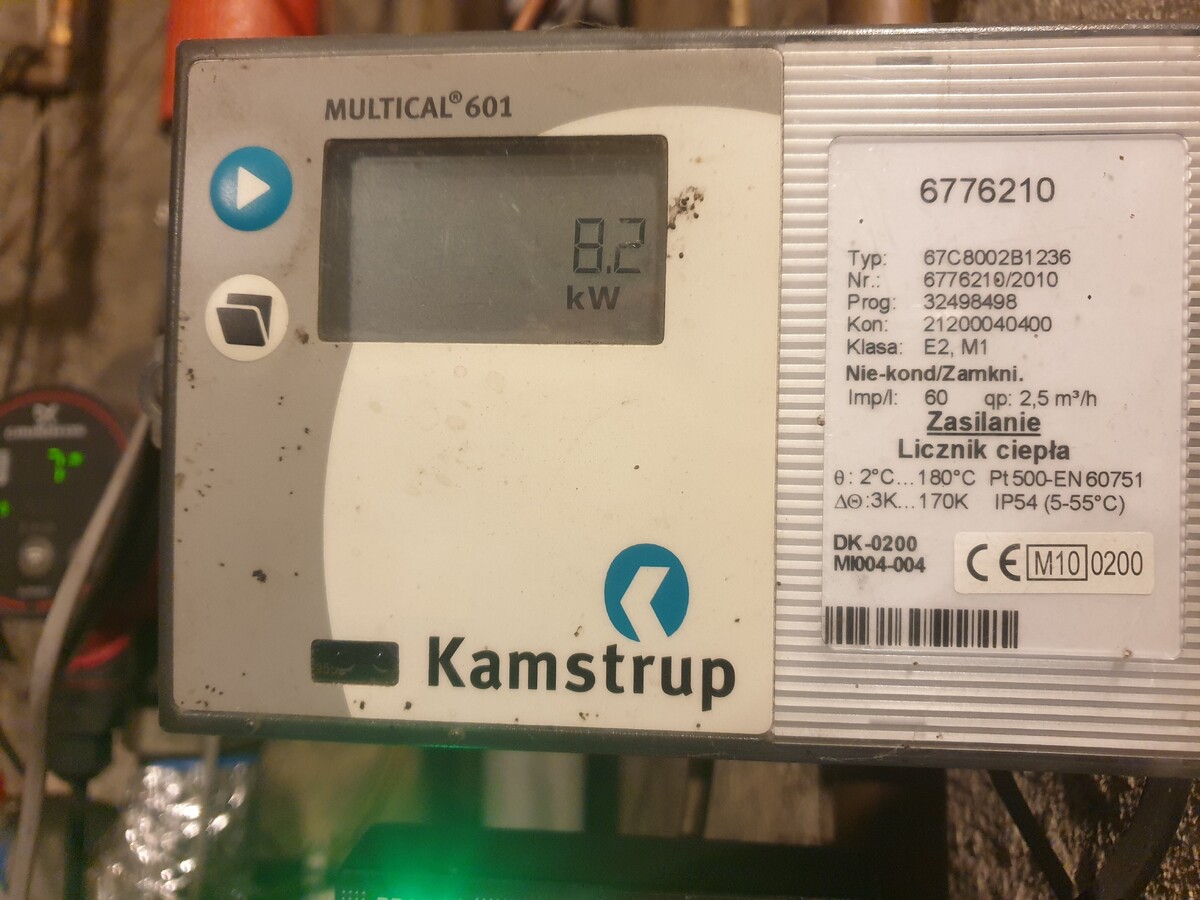 MULTICAL® 601
8.2
kW
Kamstrup
6776210
Typ: 67C8002B1236
Nr.: 6776210/2010
Prog: 32498498
Kon: 21200040400
Klasa: E2, M1
Nie-kond/Zamkni.
Imp/l: 60 qp: 2,5 m³/h
Zasilanie
Licznik ciepła
θ: 2°C...180°C Pt500-EN 60751
ΔΘ:3K...170K IP54 (5-55°C)
DK-0200
MI004-004
CE M10 0200